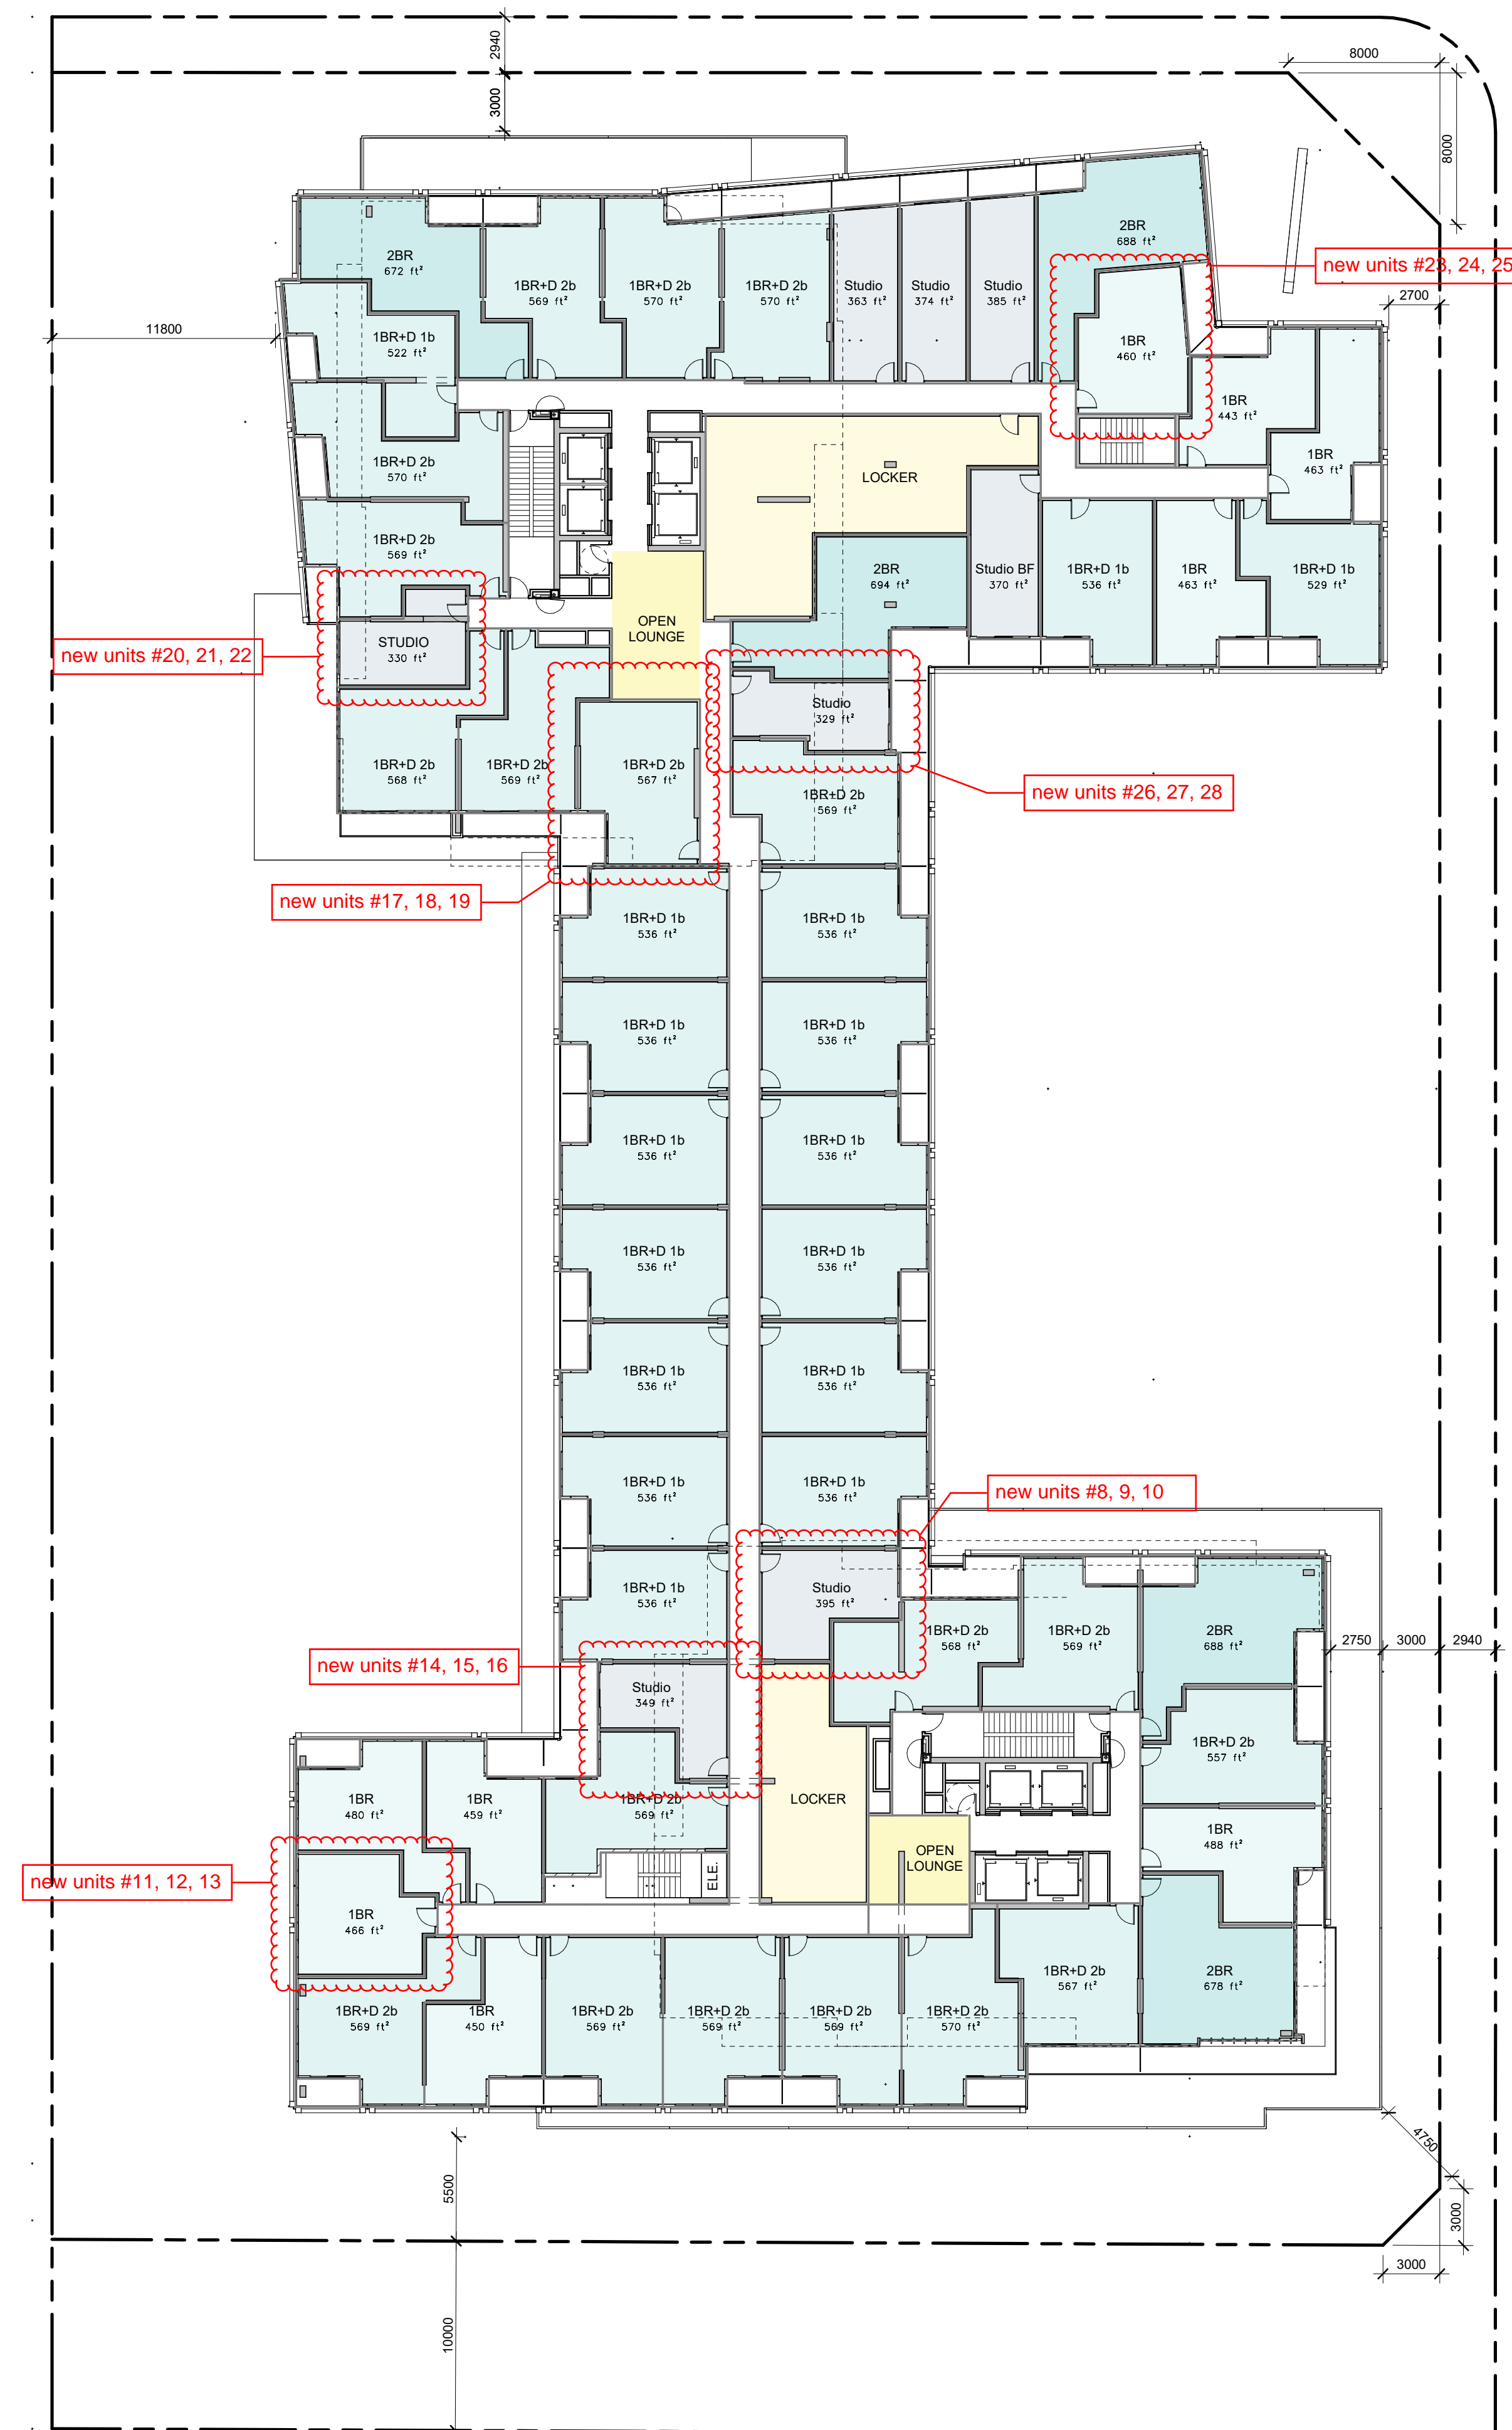 2940
3000
8000
8000
2BR
688 ft²
new units #23, 24, 25
2BR
672 ft²
1BR+D 2b
569 ft²
1BR+D 2b
570 ft²
1BR+D 2b
570 ft²
Studio
363 ft²
Studio
374 ft²
Studio
385 ft²
2700
11800
1BR+D 1b
522 ft²
1BR
460 ft²
1BR
443 ft²
1BR
463 ft²
1BR+D 2b
570 ft²
LOCKER
1BR+D 2b
569 ft²
2BR
694 ft²
Studio BF
370 ft²
1BR+D 1b
536 ft²
1BR
463 ft²
1BR+D 1b
529 ft²
OPEN
LOUNGE
STUDIO
330 ft²
new units #20, 21, 22
Studio
329 ft²
1BR+D 2b
568 ft²
1BR+D 2b
569 ft²
1BR+D 2b
567 ft²
1BR+D 2b
569 ft²
new units #26, 27, 28
new units #17, 18, 19
1BR+D 1b
536 ft²
1BR+D 1b
536 ft²
1BR+D 1b
536 ft²
1BR+D 1b
536 ft²
1BR+D 1b
536 ft²
1BR+D 1b
536 ft²
1BR+D 1b
536 ft²
1BR+D 1b
536 ft²
1BR+D 1b
536 ft²
1BR+D 1b
536 ft²
1BR+D 1b
536 ft²
1BR+D 1b
536 ft²
new units #8, 9, 10
1BR+D 1b
536 ft²
Studio
395 ft²
1BR+D 2b
568 ft²
1BR+D 2b
569 ft²
2BR
688 ft²
2750
3000
2940
new units #14, 15, 16
Studio
349 ft²
1BR+D 2b
557 ft²
1BR
480 ft²
1BR
459 ft²
1BR+D 2b
569 ft²
LOCKER
1BR
488 ft²
OPEN
LOUNGE
ELE.
new units #11, 12, 13
1BR
466 ft²
1BR+D 2b
567 ft²
2BR
678 ft²
1BR+D 2b
569 ft²
1BR
450 ft²
1BR+D 2b
569 ft²
1BR+D 2b
569 ft²
1BR+D 2b
569 ft²
1BR+D 2b
570 ft²
4750
5500
3000
3000
10000